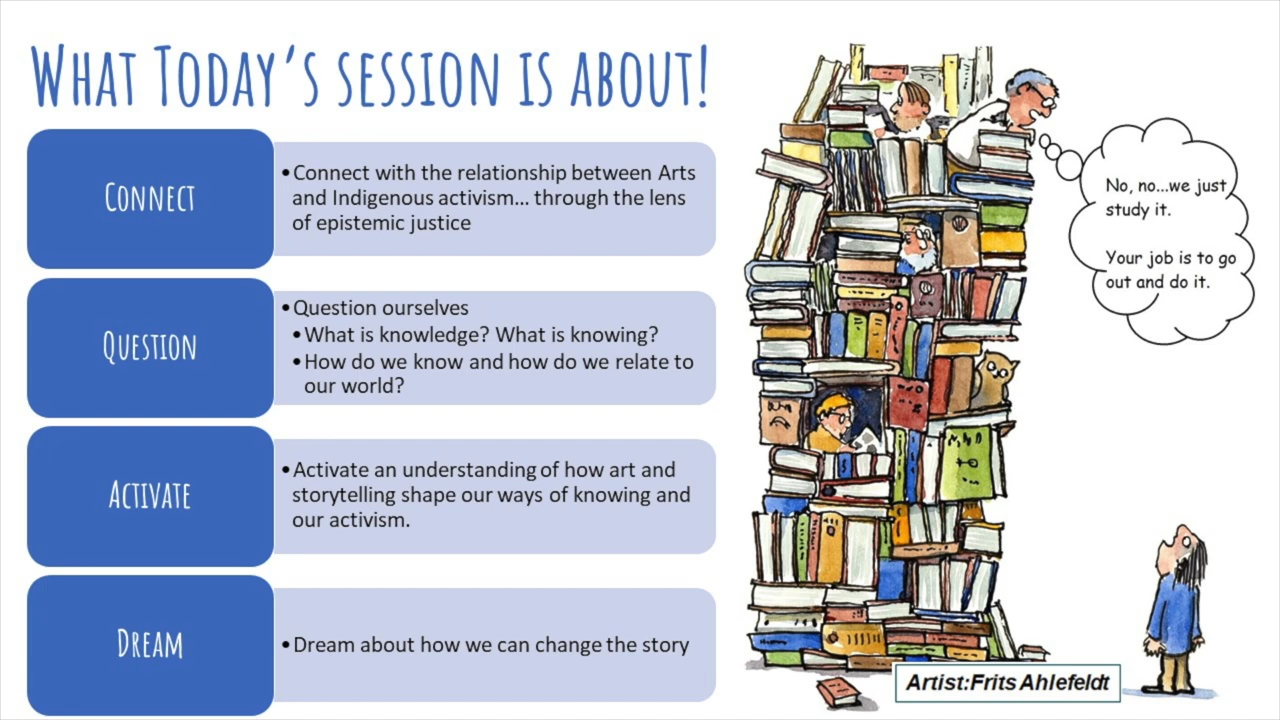 What Today's session is about!
Connect
•Connect with the relationship between Arts
and Indigenous activism... through the lens
of epistemic justice
Question
•Question ourselves
•What is knowledge? What is knowing?
•How do we know and how do we relate to
our world?
Activate
•Activate an understanding of how art and
storytelling shape our ways of knowing and
our activism.
Dream
•Dream about how we can change the story
No, no...we just
study it.
Your job is to go
out and do it.
Artist:Frits Ahlefeldt